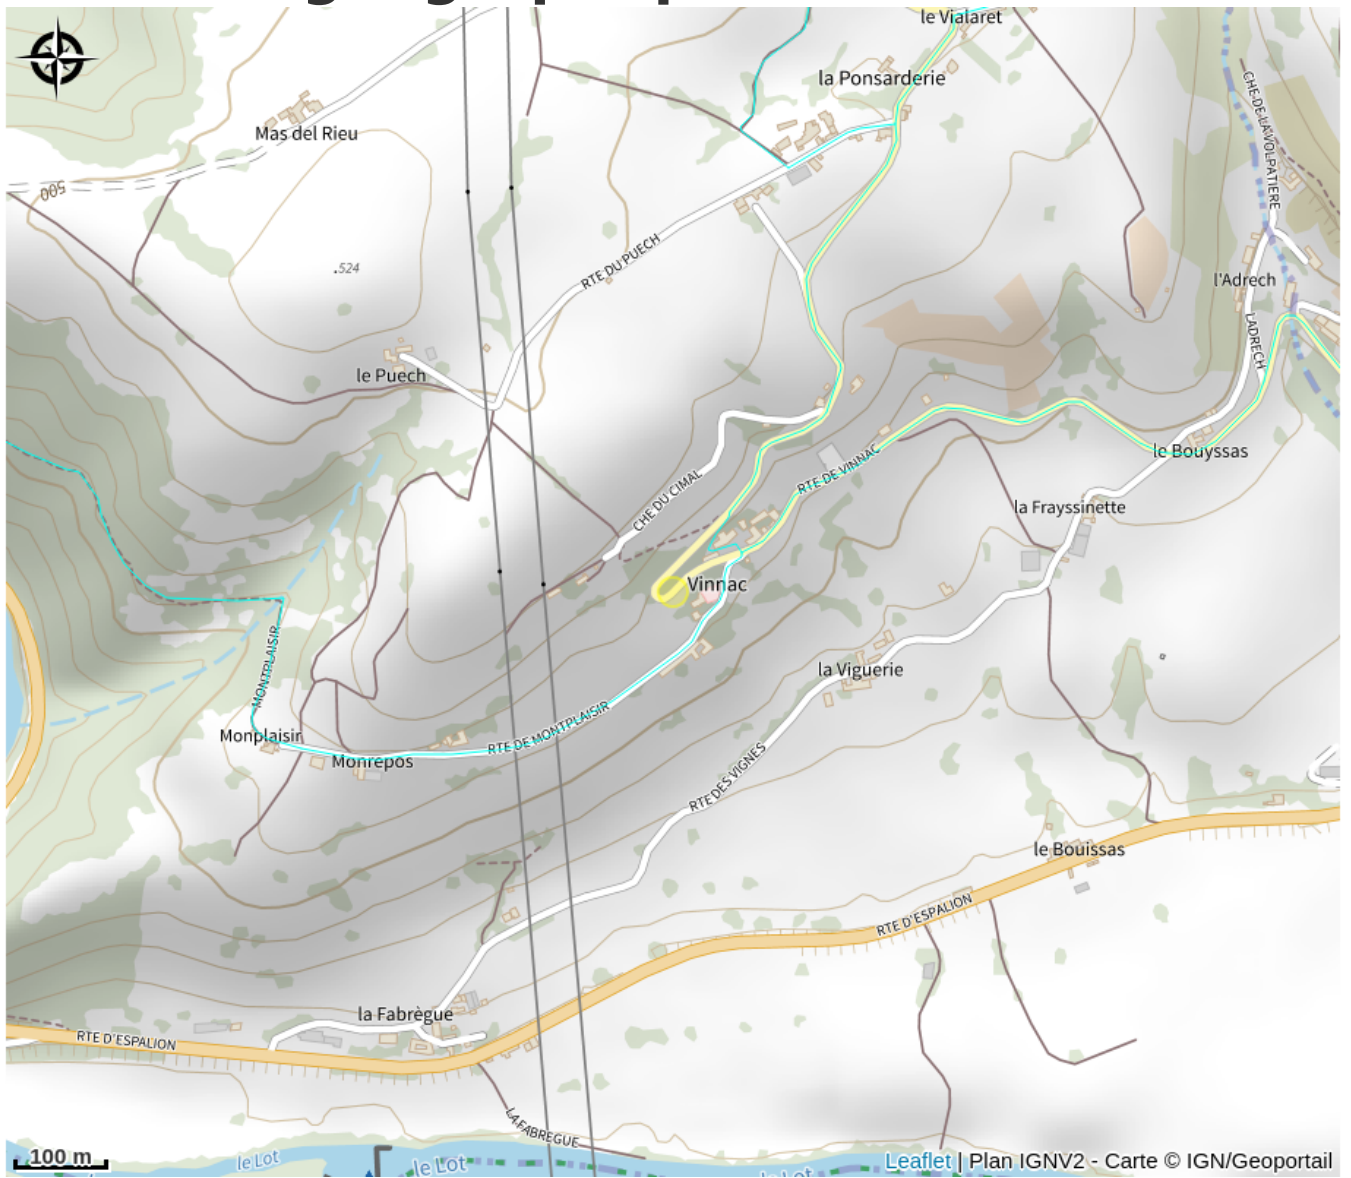 le Vialaret
la Ponsarderie
Mas del Rieu
CHE DE LA VOLPATIERE
500
RTE DU PUECH
.524
l'Adrech
L'ADRECH
le Puech
le Bouyssas
RTE DE VINNAC
CHE DU CIMAL
la Frayssinette
Vinnac
MONTPLAISIR
la Viguerie
Monplaisir
RTE DE MONTPLAISIR
Monrepos
RTE DES VIGNES
le Bouissas
RTE D'ESPALION
la Fabrègue
RTE D'ESPALION
LA FABREGUE
100 m
le Lot
le Lot
le Lot
Leaflet | Plan IGNV2 - Carte © IGN/Geoportail